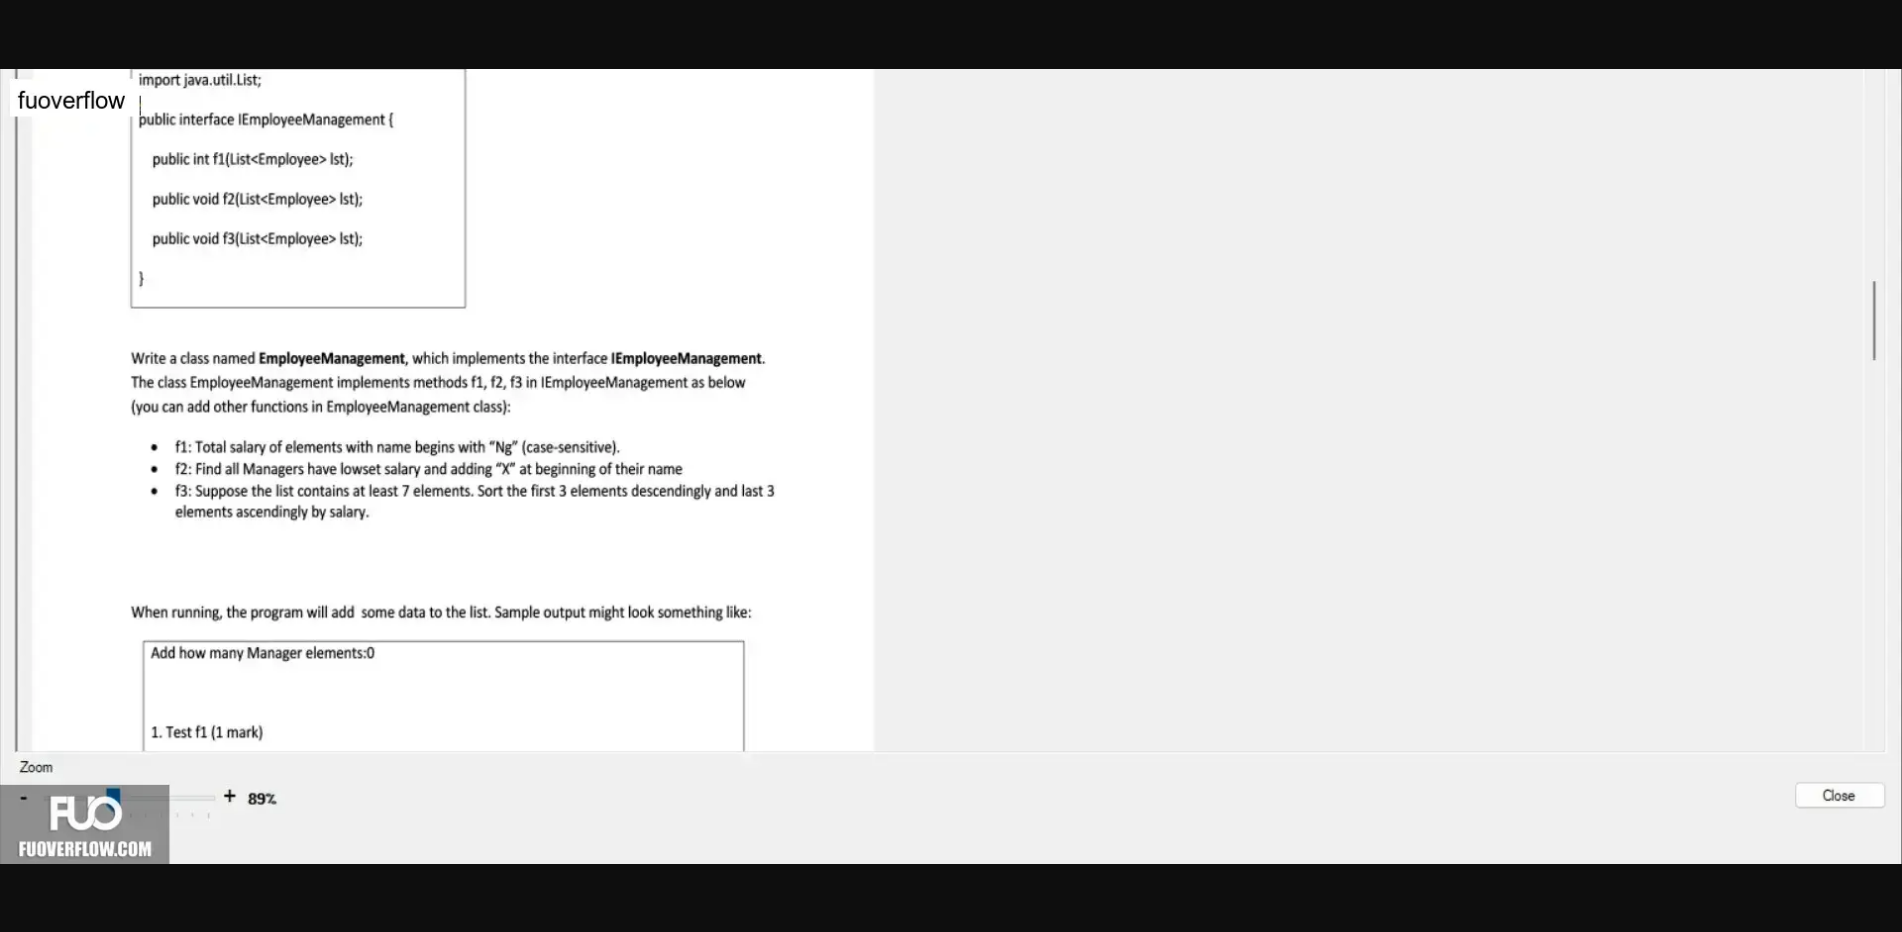 import java.util.List;
fuoverflow
public interface IEmployeeManagement {
public int f1(List<Employee> lst);
public void f2(List<Employee> lst);
public void f3(List<Employee> lst);
}
Write a class named EmployeeManagement, which implements the interface IEmployeeManagement.
The class EmployeeManagement implements methods f1, f2, f3 in IEmployeeManagement as below
(you can add other functions in EmployeeManagement class):
• f1: Total salary of elements with name begins with “Ng” (case-sensitive).
• f2: Find all Managers have lowset salary and adding “X” at beginning of their name
• f3: Suppose the list contains at least 7 elements. Sort the first 3 elements descendingly and last 3
elements ascendingly by salary.
When running, the program will add some data to the list. Sample output might look something like:
Add how many Manager elements:0
1. Test f1 (1 mark)
Zoom
- + 89%
Close
FUO
FUOVERFLOW.COM